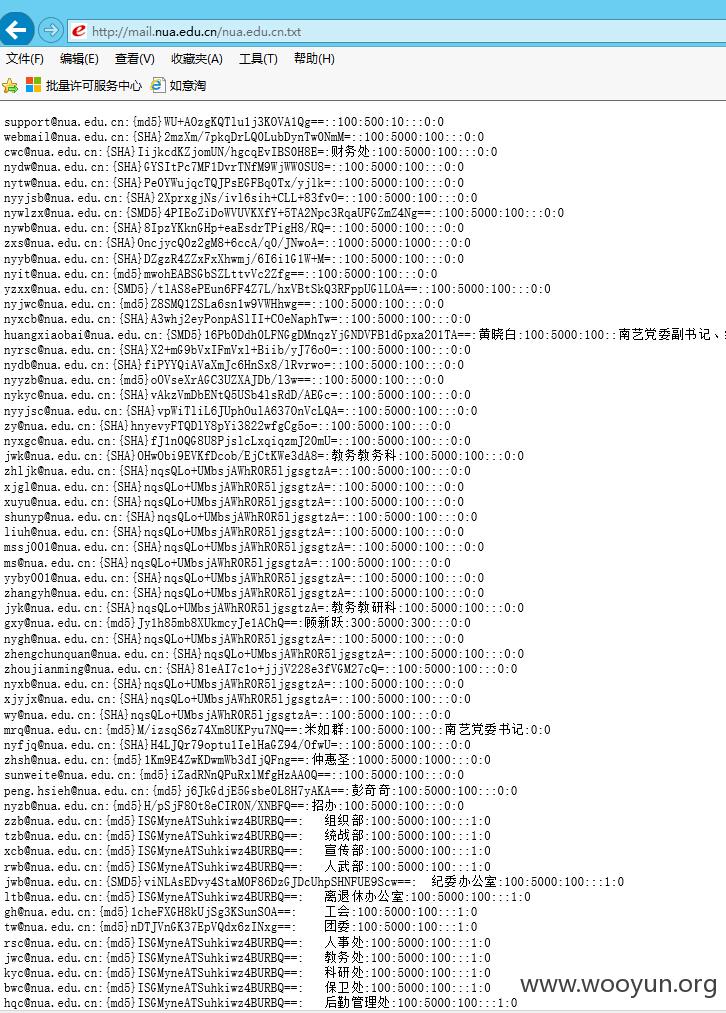 http://mail.nua.edu.cn/nua.edu.cn.txt
文件(F) 编辑(E) 查看(V) 收藏夹(A) 工具(T) 帮助(H)
批量许可服务中心 如意淘
support@nua.edu.cn:{md5}WU+AOzgKQTlu1j3KOVA1Qg==::100:500:10:::0:0
webmail@nua.edu.cn:{SHA}2mzXm/7pkqDrLQOLubDynTwONmM=::100:5000:100:::0:0
cwc@nua.edu.cn:{SHA}IijkcdKZjomUN/hgcqEvIBSOH8E=:财务处:100:5000:100:::0:0
nydw@nua.edu.cn:{SHA}GYSItPc7MF1DvrTNfM9WjWWOSU8=::100:5000:100:::0:0
nytw@nua.edu.cn:{SHA}PeOYWujqcTQJPsEGFBqOTx/yjlk=::100:5000:100:::0:0
nyyjsb@nua.edu.cn:{SHA}2XprxgjNs/ivl6sih+CLL+83fv0=::100:5000:100:::0:0
nywlzx@nua.edu.cn:{SMD5}4PIEoZiDoWVUVKXfY+5TA2Npc3RqaUFGZmZ4Ng==::100:5000:100:::0:0
nywb@nua.edu.cn:{SHA}8IpzYKknGHp+eaEsdrTPigH8/RQ=::100:5000:100:::0:0
zxs@nua.edu.cn:{SHA}OncjycQOz2gM8+6ccA/qO/JNwoA=::1000:5000:1000:::0:0
nyyb@nua.edu.cn:{SHA}DZgzR4ZZxFxXhwmj/6I6i1G1W+M=::100:5000:100:::0:0
nyit@nua.edu.cn:{md5}mwohEABSGbSZLttvVc2Zfg==::100:5000:100:::0:0
yzxx@nua.edu.cn:{SMD5}/tlAS8ePEun6FF4Z7L/hxVBtSkQ3RFppUGlLOA==::100:5000:100:::0:0
nyjwc@nua.edu.cn:{md5}Z8SMQ1ZSLa6sn1w9VWHhwg==::100:5000:100:::0:0
nyxcb@nua.edu.cn:{SHA}A3whj2eyPonpASlII+COeNaphTw=::100:5000:100:::0:0
huangxiaobai@nua.edu.cn:{SMD5}16Pb0DdhOLFNGgDMnqzYjGNDVFB1dGpxa201TA==:黄晓白:100:5000:100::南艺党委副书记、
nyrsc@nua.edu.cn:{SHA}X2+mG9bVxIFmVxl+Biib/yJ76o0=::100:5000:100:::0:0
nydb@nua.edu.cn:{SHA}fiPYYQiAVaXmJc6HnSx8/lRvrwo=::100:5000:100:::0:0
nyyzb@nua.edu.cn:{md5}oOVseXrAGC3UZXAJDb/l3w==::100:5000:100:::0:0
nykyc@nua.edu.cn:{SHA}vAkzVmDbENtQ5USb4lsRdD/AEGc=::100:5000:100:::0:0
nyyjsc@nua.edu.cn:{SHA}vpWiTliL6JUphOulA6370nVcLQA=::100:5000:100:::0:0
zy@nua.edu.cn:{SHA}hnyevyFTQDlY8pYi3822wfgCg5o=::100:5000:100:::0:0
nyxgc@nua.edu.cn:{SHA}fJ1nOQG8U8PjslcLxqiqzmJ2OmU=::100:5000:100:::0:0
jwk@nua.edu.cn:{SHA}OHwObi9EVKfDcob/EjCtKWe3dA8=:教务教务科:100:5000:100:::0:0
zhljk@nua.edu.cn:{SHA}nqsQLo+UMbsjAWhROR5ljgsgtzA=::100:5000:100:::0:0
xjgl@nua.edu.cn:{SHA}nqsQLo+UMbsjAWhROR5ljgsgtzA=::100:5000:100:::0:0
xuyu@nua.edu.cn:{SHA}nqsQLo+UMbsjAWhROR5ljgsgtzA=::100:5000:100:::0:0
shunyp@nua.edu.cn:{SHA}nqsQLo+UMbsjAWhROR5ljgsgtzA=::100:5000:100:::0:0
liuh@nua.edu.cn:{SHA}nqsQLo+UMbsjAWhROR5ljgsgtzA=::100:5000:100:::0:0
mssj001@nua.edu.cn:{SHA}nqsQLo+UMbsjAWhROR5ljgsgtzA=::100:5000:100:::0:0
ms@nua.edu.cn:{SHA}nqsQLo+UMbsjAWhROR5ljgsgtzA=::100:5000:100:::0:0
yyby001@nua.edu.cn:{SHA}nqsQLo+UMbsjAWhROR5ljgsgtzA=::100:5000:100:::0:0
zhangyh@nua.edu.cn:{SHA}nqsQLo+UMbsjAWhROR5ljgsgtzA=::100:5000:100:::0:0
jyk@nua.edu.cn:{SHA}nqsQLo+UMbsjAWhROR5ljgsgtzA=:教务教研科:100:5000:100:::0:0
gxy@nua.edu.cn:{md5}Jy1h85mb8XUkmcyJe1AChQ==:顾新跃:300:5000:300:::0:0
nygh@nua.edu.cn:{SHA}nqsQLo+UMbsjAWhROR5ljgsgtzA=::100:5000:100:::0:0
zhengchunquan@nua.edu.cn:{SHA}nqsQLo+UMbsjAWhROR5ljgsgtzA=::100:5000:1000:::0:0
zhoujianming@nua.edu.cn:{SHA}81eAI7c1o+jjjV228e3fVGM27cQ=::100:5000:100:::0:0
nyxb@nua.edu.cn:{SHA}nqsQLo+UMbsjAWhROR5ljgsgtzA=::100:5000:100:::0:0
xjyjx@nua.edu.cn:{SHA}nqsQLo+UMbsjAWhROR5ljgsgtzA=::100:5000:100:::0:0
wy@nua.edu.cn:{SHA}nqsQLo+UMbsjAWhROR5ljgsgtzA=::100:5000:100:::0:0
mrq@nua.edu.cn:{md5}M/izsqS6z74Xm8UKPyu7NQ==:米如群:100:5000:100::南艺党委书记:0:0
nyfjq@nua.edu.cn:{SHA}H4LJQr79optu1IelHaGZ94/OfwU=::100:5000:100:::0:0
zhsh@nua.edu.cn:{md5}1Km9E4ZwKDwmWb3dIjQFng==:仲惠圣:1000:5000:1000:::0:0
sunweite@nua.edu.cn:{md5}iZadRNnQPuRxlMfgHzAAOQ==::100:5000:100:::0:0
peng.hsieh@nua.edu.cn:{md5}j6JkGdjE5GsbeOL8H7yAKA==:彭奇奇:100:5000:100:::0:0
nyzb@nua.edu.cn:{md5}H/pSjF8Ot8eCIRON/XNBFQ==:招办:100:5000:100:::0:0
zzb@nua.edu.cn:{md5}ISGMyneATSuhkiwz4BURBQ==: 组织部:100:5000:100:::1:0
tzb@nua.edu.cn:{md5}ISGMyneATSuhkiwz4BURBQ==: 统战部:100:5000:100:::1:0
xcb@nua.edu.cn:{md5}ISGMyneATSuhkiwz4BURBQ==: 宣传部:100:5000:100:::1:0
rwb@nua.edu.cn:{md5}ISGMyneATSuhkiwz4BURBQ==: 人武部:100:5000:100:::1:0
jwb@nua.edu.cn:{SMD5}viNLAsEDvy4StaMOF86DzGJDcUhpSHNFUE9Scw==: 纪委办公室:100:5000:100:::1:0
ltb@nua.edu.cn:{md5}ISGMyneATSuhkiwz4BURBQ==: 离退休办公室:100:5000:100:::1:0
gh@nua.edu.cn:{md5}1cheFXGH8kUjSg3KSunSOA==: 工会:100:5000:100:::1:0
tw@nua.edu.cn:{md5}nDTJVnGK37EpVQdx6zINxg==: 团委:100:5000:100:::1:0
rsc@nua.edu.cn:{md5}ISGMyneATSuhkiwz4BURBQ==: 人事处:100:5000:100:::1:0
jwc@nua.edu.cn:{md5}ISGMyneATSuhkiwz4BURBQ==: 教务处:100:5000:100:::1:0
kyc@nua.edu.cn:{md5}ISGMyneATSuhkiwz4BURBQ==: 科研处:100:5000:100:::1:0
bwc@nua.edu.cn:{md5}ISGMyneATSuhkiwz4BURBQ==: 保卫处:100:5000:100:::1:0
hqc@nua.edu.cn:{md5}ISGMyneATSuhkiwz4BURBQ==: 后勤管理处:100:5000:100:::1:0
www.wooyun.org